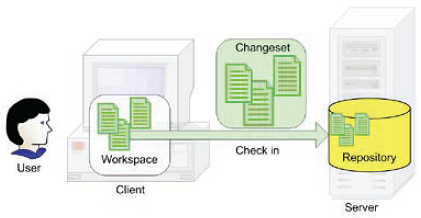 Changeset
Workspace
Check in
Repository
User
Client
Server